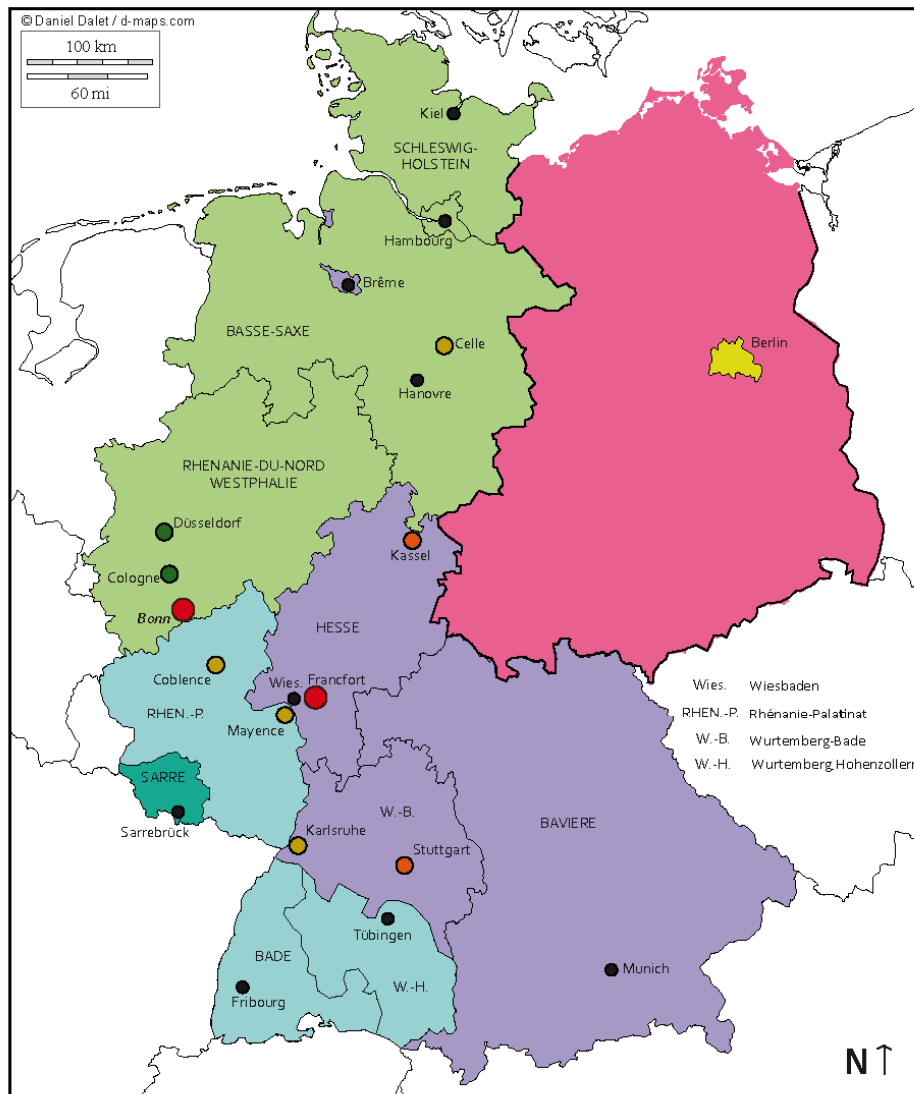 © Daniel Dalet / d-maps.com
100 km
60 mi
Kiel
SCHLESWIG-
HOLSTEIN
Hambourg
Brême
BASSE-SAXE
Celle
Berlin
Hanovre
RHENANIE-DU-NORD
WESTPHALIE
Düsseldorf
Kassel
Cologne
Bonn
HESSE
Coblence
Wies. Francfort
RHEN.-P.
Mayence
Wies. Wiesbaden
RHEN.-P. Rhénanie-Palatinat
W.-B. Wurtemberg-Bade
W.-H. Wurtemberg Hohenzollern
SARRE
Sarrebrück
Karlsruhe
W.-B.
BAVIERE
Stuttgart
Tübingen
BADE
W.-H.
Munich
Fribourg
N↑